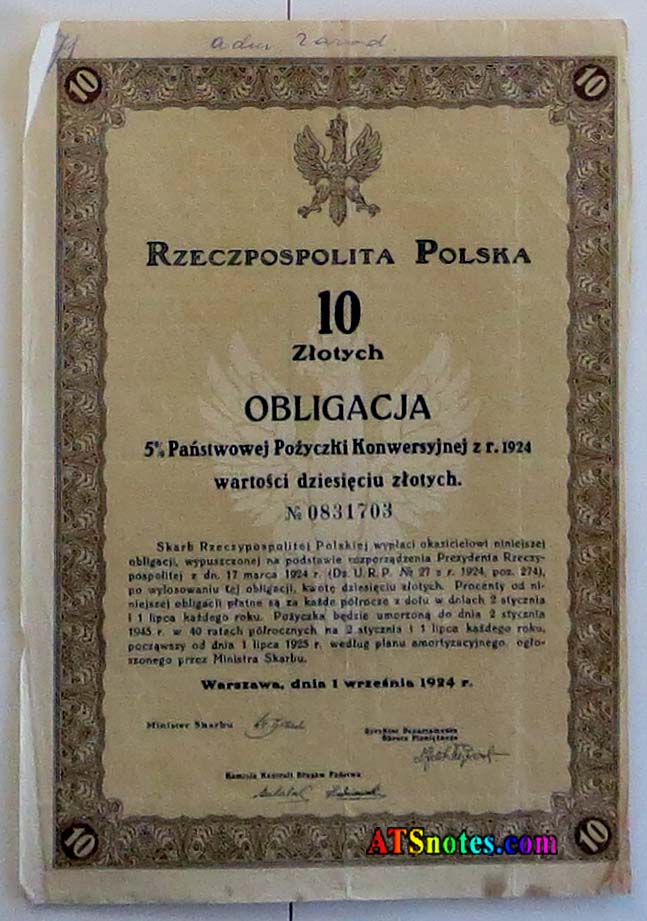 10 10
Rzeczpospolita Polska
10
Złotych
OBLIGACJA
5% Państwowej Pożyczki Konwersyjnej z r. 1924
wartości dziesięciu złotych.
№ 0831703
Skarb Rzeczypospolitej Polskiej wypłaci okazicielowi niniejszej
obligacji, wypuszczonej na podstawie rozporządzenia Prezydenta Rzeczy-
pospolitej z dn. 17 marca 1924 r. (Dz. U. R. P. № 27 z r. 1924, poz. 274),
po wylosowaniu tej obligacji, kwotę dziesięciu złotych. Procenty od ni-
niejszej obligacji płatne są za każde półrocze z dołu w dniach 2 stycznia
i 1 lipca każdego roku. Pożyczka będzie umorzona do dnia 2 stycznia
1945 r. w 40 ratach półrocznych na 2 stycznia i 1 lipca każdego roku,
począwszy od dnia 1 lipca 1925 r. według planu amortyzacyjnego, ogło-
szonego przez Ministra Skarbu.
Warszawa, dnia 1 września 1924 r.
Minister Skarbu
Dyrektor Departamentu
Obrotu Pieniężnego
Komisja Kontroli Długów Państwa
ATSnotes.com
10 10